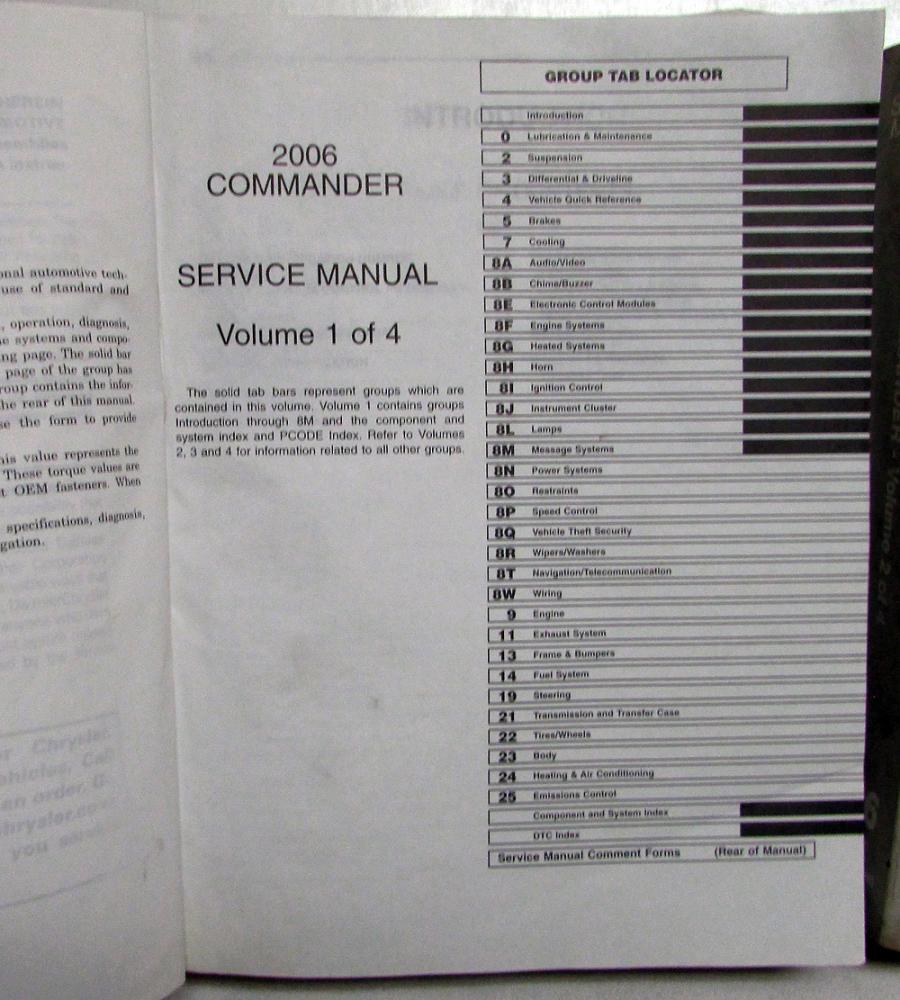 onal automotive tech-
use of standard and
, operation, diagnosis,
e systems and compo-
ng page. The solid bar
page of the group has
roup contains the infor-
he rear of this manual.
se the form to provide
his value represents the
These torque values are
t OEM fasteners. When
specifications, diagnosis,
gation.
2006
COMMANDER
SERVICE MANUAL
Volume 1 of 4
The solid tab bars represent groups which are
contained in this volume. Volume 1 contains groups
Introduction through 8M and the component and
system index and PCODE Index. Refer to Volumes
2, 3 and 4 for information related to all other groups.
GROUP TAB LOCATOR
Introduction
0 Lubrication & Maintenance
2 Suspension
3 Differential & Driveline
4 Vehicle Quick Reference
5 Brakes
7 Cooling
8A Audio/Video
8B Chime/Buzzer
8E Electronic Control Modules
8F Engine Systems
8G Heated Systems
8H Horn
8I Ignition Control
8J Instrument Cluster
8L Lamps
8M Message Systems
8N Power Systems
8O Restraints
8P Speed Control
8Q Vehicle Theft Security
8R Wipers/Washers
8T Navigation/Telecommunication
8W Wiring
9 Engine
11 Exhaust System
13 Frame & Bumpers
14 Fuel System
19 Steering
21 Transmission and Transfer Case
22 Tires/Wheels
23 Body
24 Heating & Air Conditioning
25 Emissions Control
Component and System Index
DTC Index
Service Manual Comment Forms (Rear of Manual)
Volume 2 of 4